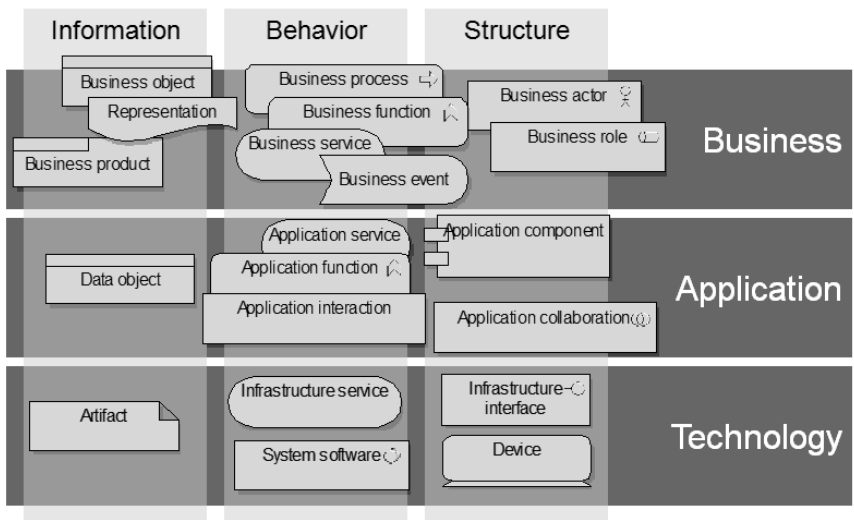 Information
Behavior
Structure
Business object
Representation
Business product
Business process
Business function
Business service
Business event
Business actor
Business role
Business
Data object
Application service
Application function
Application interaction
Application component
Application collaboration
Application
Artifact
Infrastructure service
System software
Infrastructure
interface
Device
Technology